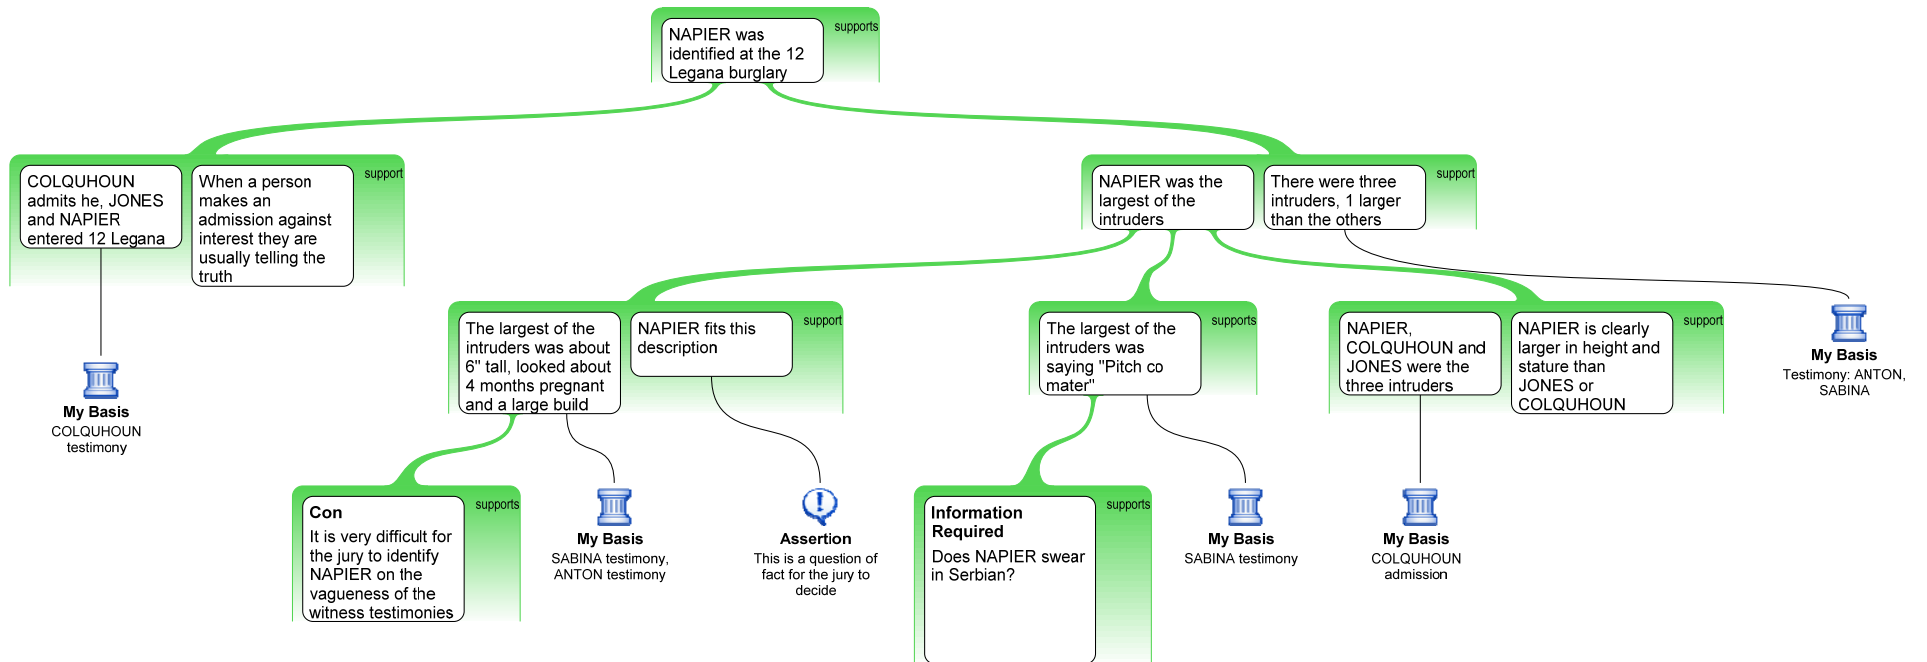 NAPIER was
identified at the 12
Legana burglary
supports
COLQUHOUN
admits he, JONES
and NAPIER
entered 12 Legana
When a person
makes an
admission against
interest they are
usually telling the
truth
support
NAPIER was the
largest of the
intruders
There were three
intruders, 1 larger
than the others
support
My Basis
COLQUHOUN
testimony
The largest of the
intruders was about
6" tall, looked about
4 months pregnant
and a large build
NAPIER fits this
description
support
The largest of the
intruders was
saying "Pitch co
mater"
supports
NAPIER,
COLQUHOUN and
JONES were the
three intruders
NAPIER is clearly
larger in height and
stature than
JONES or
COLQUHOUN
support
My Basis
Testimony: ANTON,
SABINA
Con
It is very difficult for
the jury to identify
NAPIER on the
vagueness of the
witness testimonies
supports
My Basis
SABINA testimony,
ANTON testimony
Assertion
This is a question of
fact for the jury to
decide
Information
Required
Does NAPIER swear
in Serbian?
supports
My Basis
SABINA testimony
My Basis
COLQUHOUN
admission